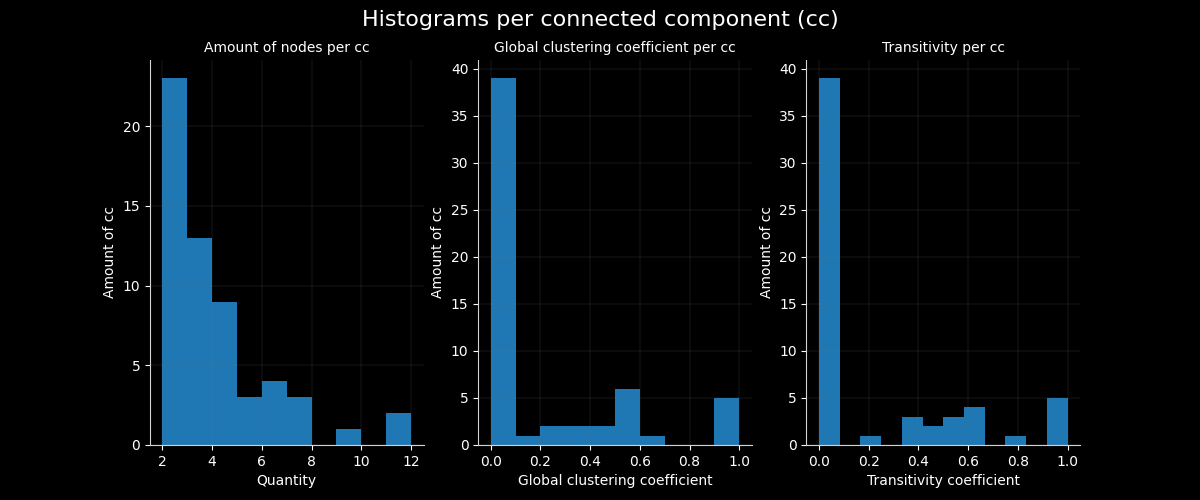 Histograms per connected component (cc)
Amount of nodes per cc
Amount of cc
20
15
10
5
0
2 4 6 8 10 12
Quantity
Global clustering coefficient per cc
Amount of cc
40
35
30
25
20
15
10
5
0
0.0 0.2 0.4 0.6 0.8 1.0
Global clustering coefficient
Transitivity per cc
Amount of cc
40
35
30
25
20
15
10
5
0
0.0 0.2 0.4 0.6 0.8 1.0
Transitivity coefficient